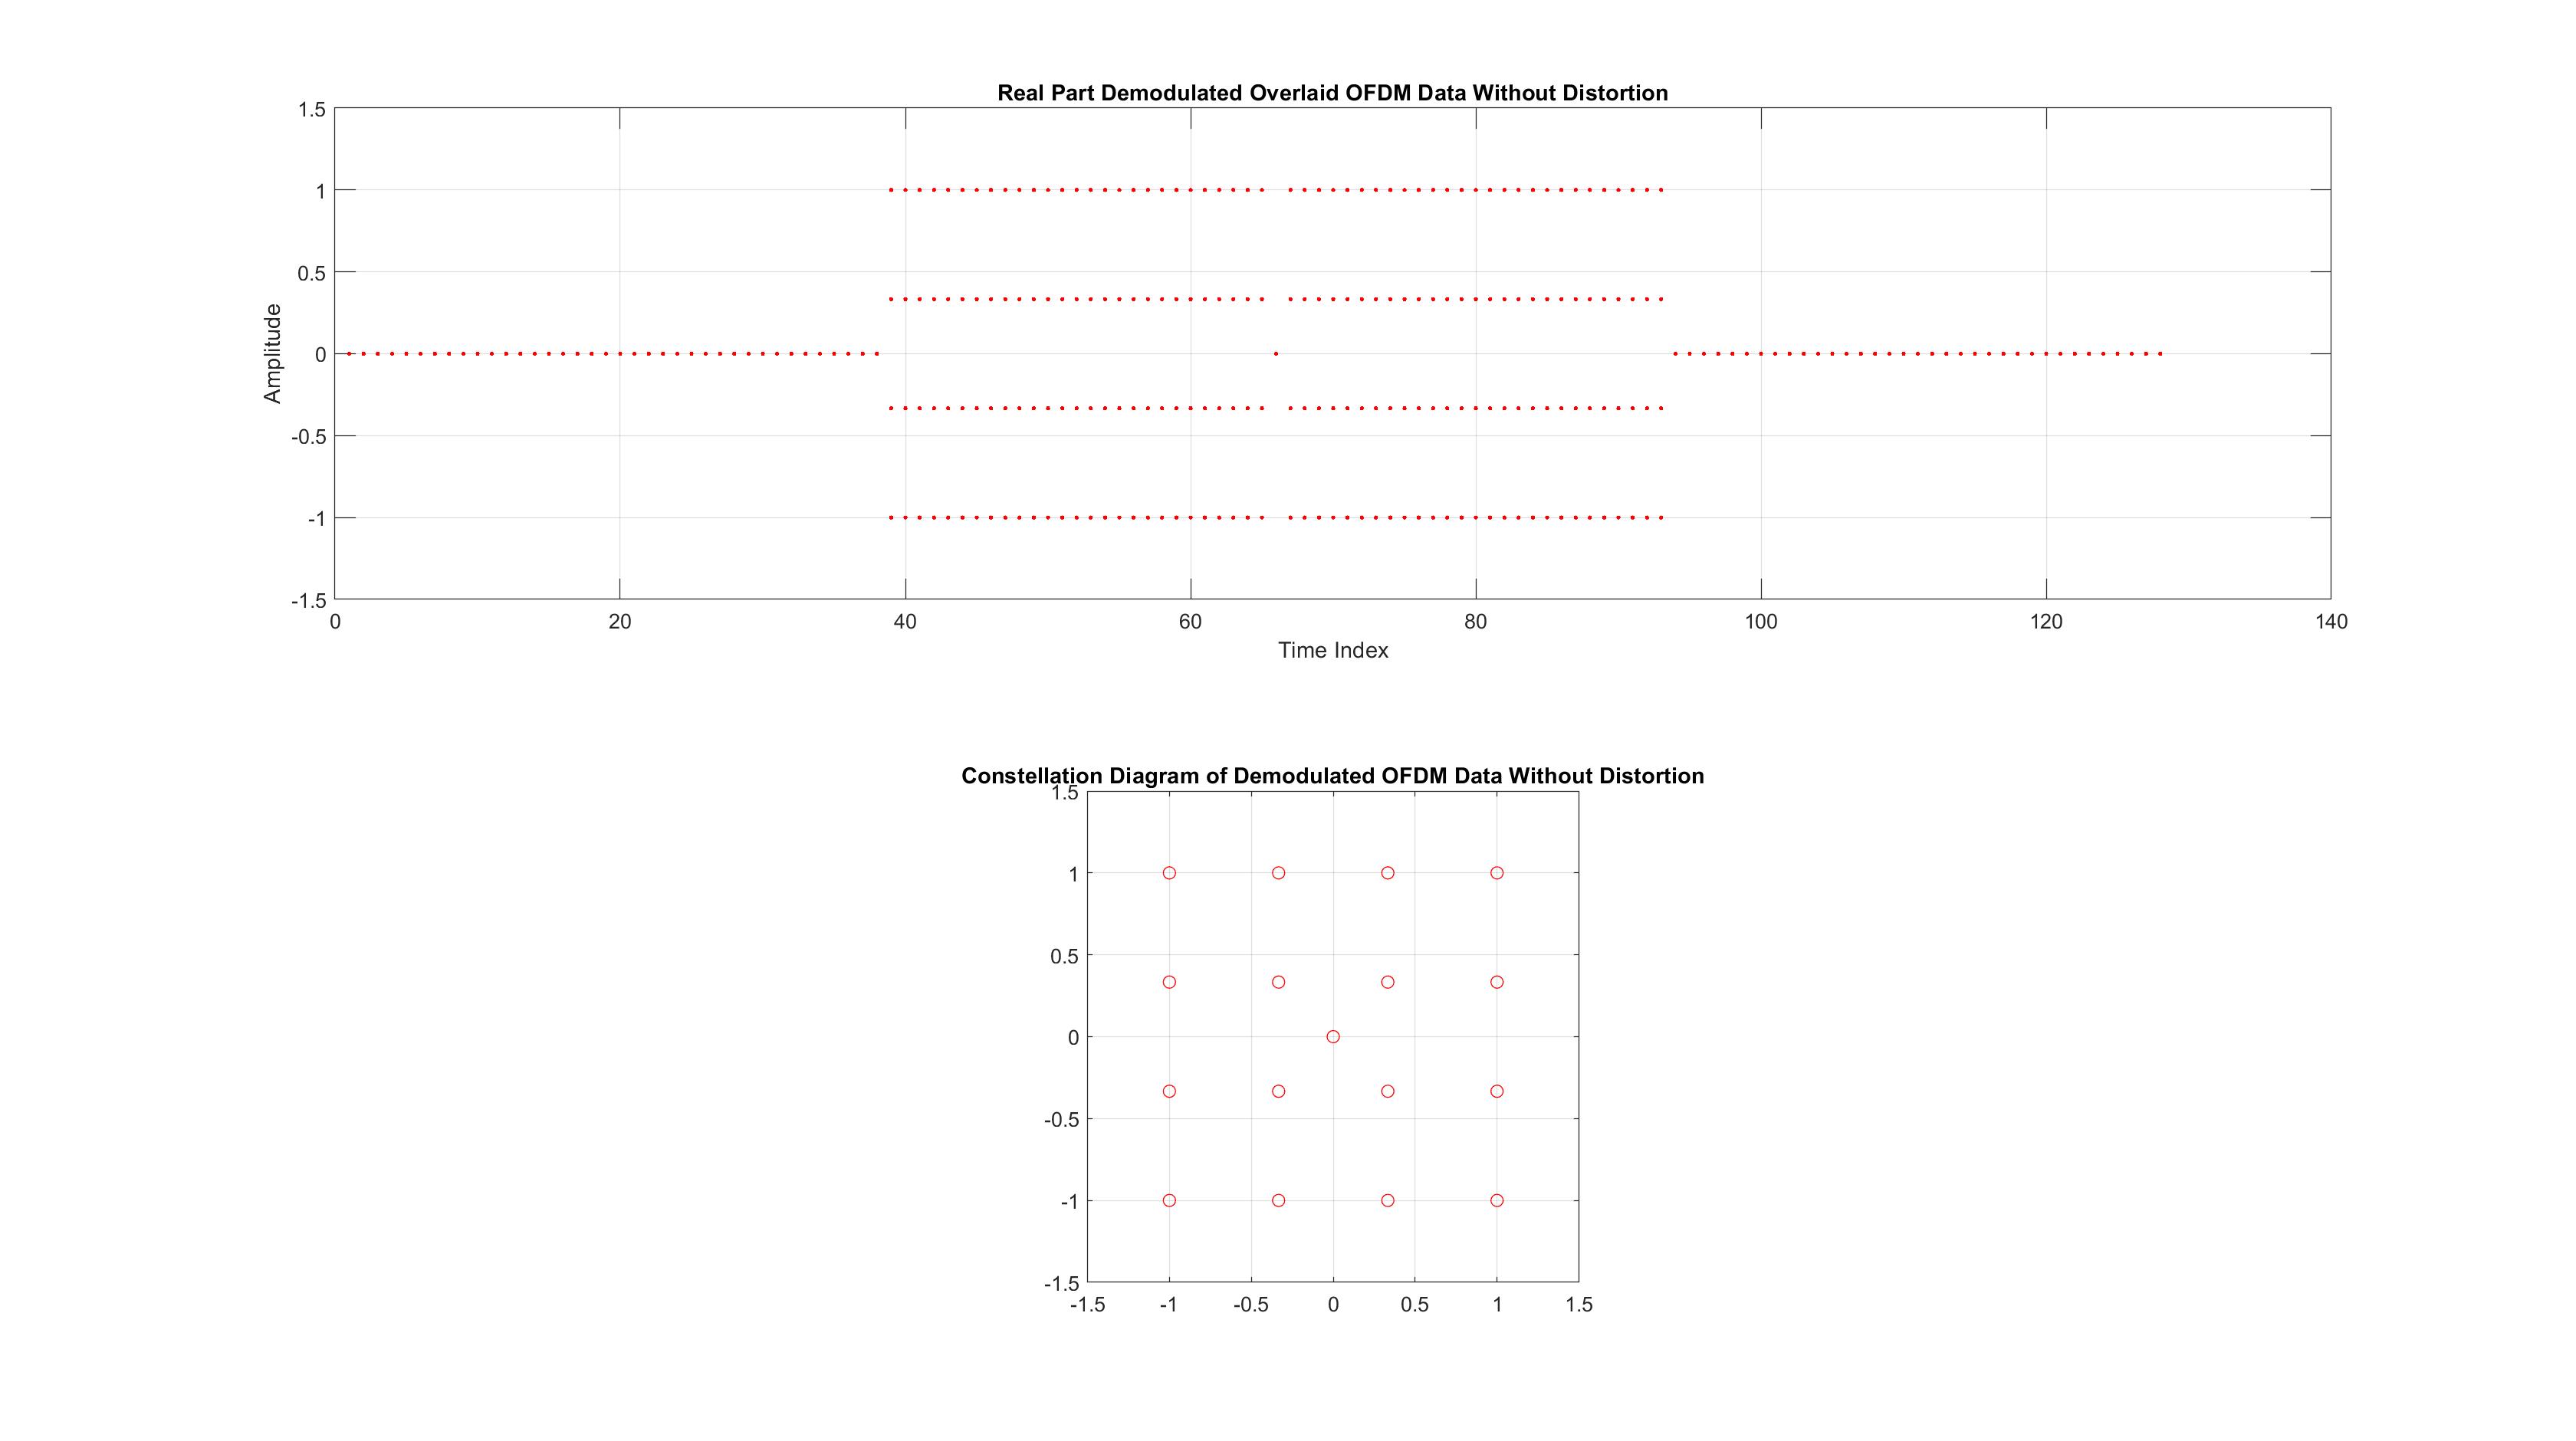 Real Part Demodulated Overlaid OFDM Data Without Distortion
1.5
1
0.5
0
-0.5
-1
-1.5
Amplitude
0 20 40 60 80 100 120 140
Time Index
Constellation Diagram of Demodulated OFDM Data Without Distortion
1.5
1
0.5
0
-0.5
-1
-1.5
-1.5 -1 -0.5 0 0.5 1 1.5